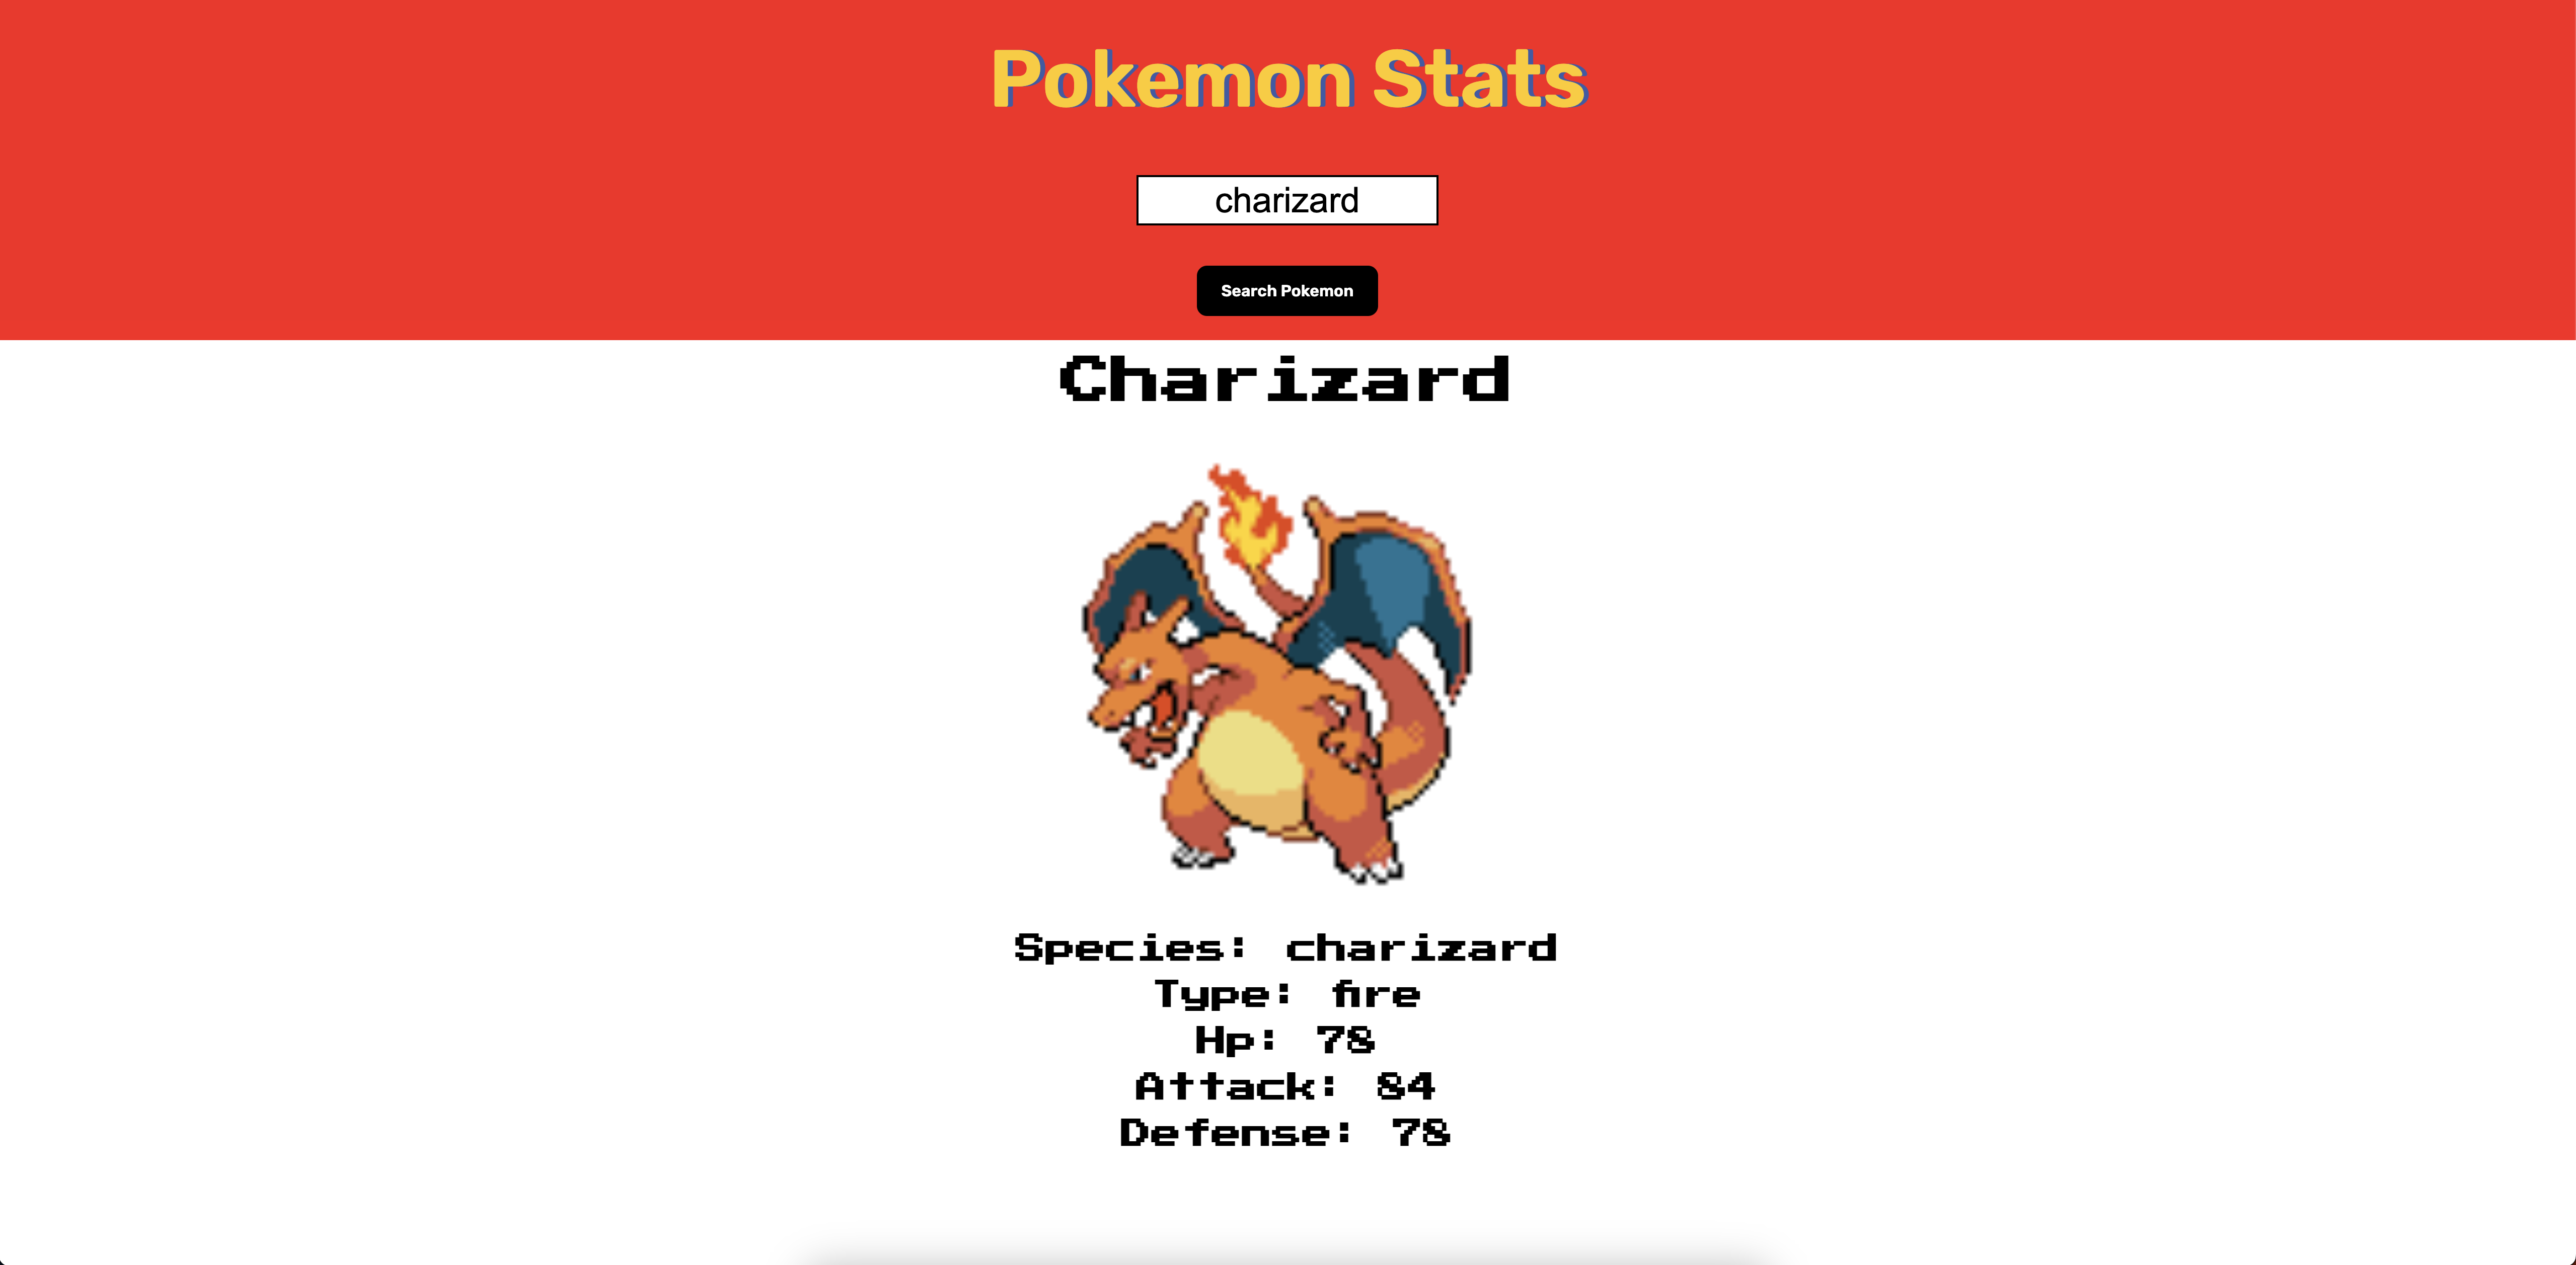 Pokemon Stats
charizard
Search Pokemon
Charizard
Species: charizard
Type: fire
Hp: 78
Attack: 84
Defense: 78